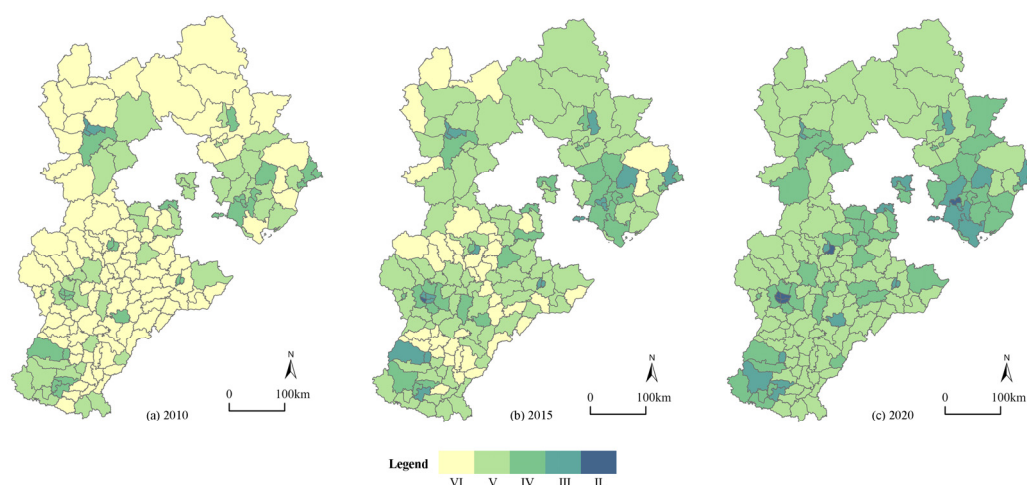 N
0 100km
(a) 2010
N
0 100km
(b) 2015
N
0 100km
(c) 2020
Legend
VI V IV III II